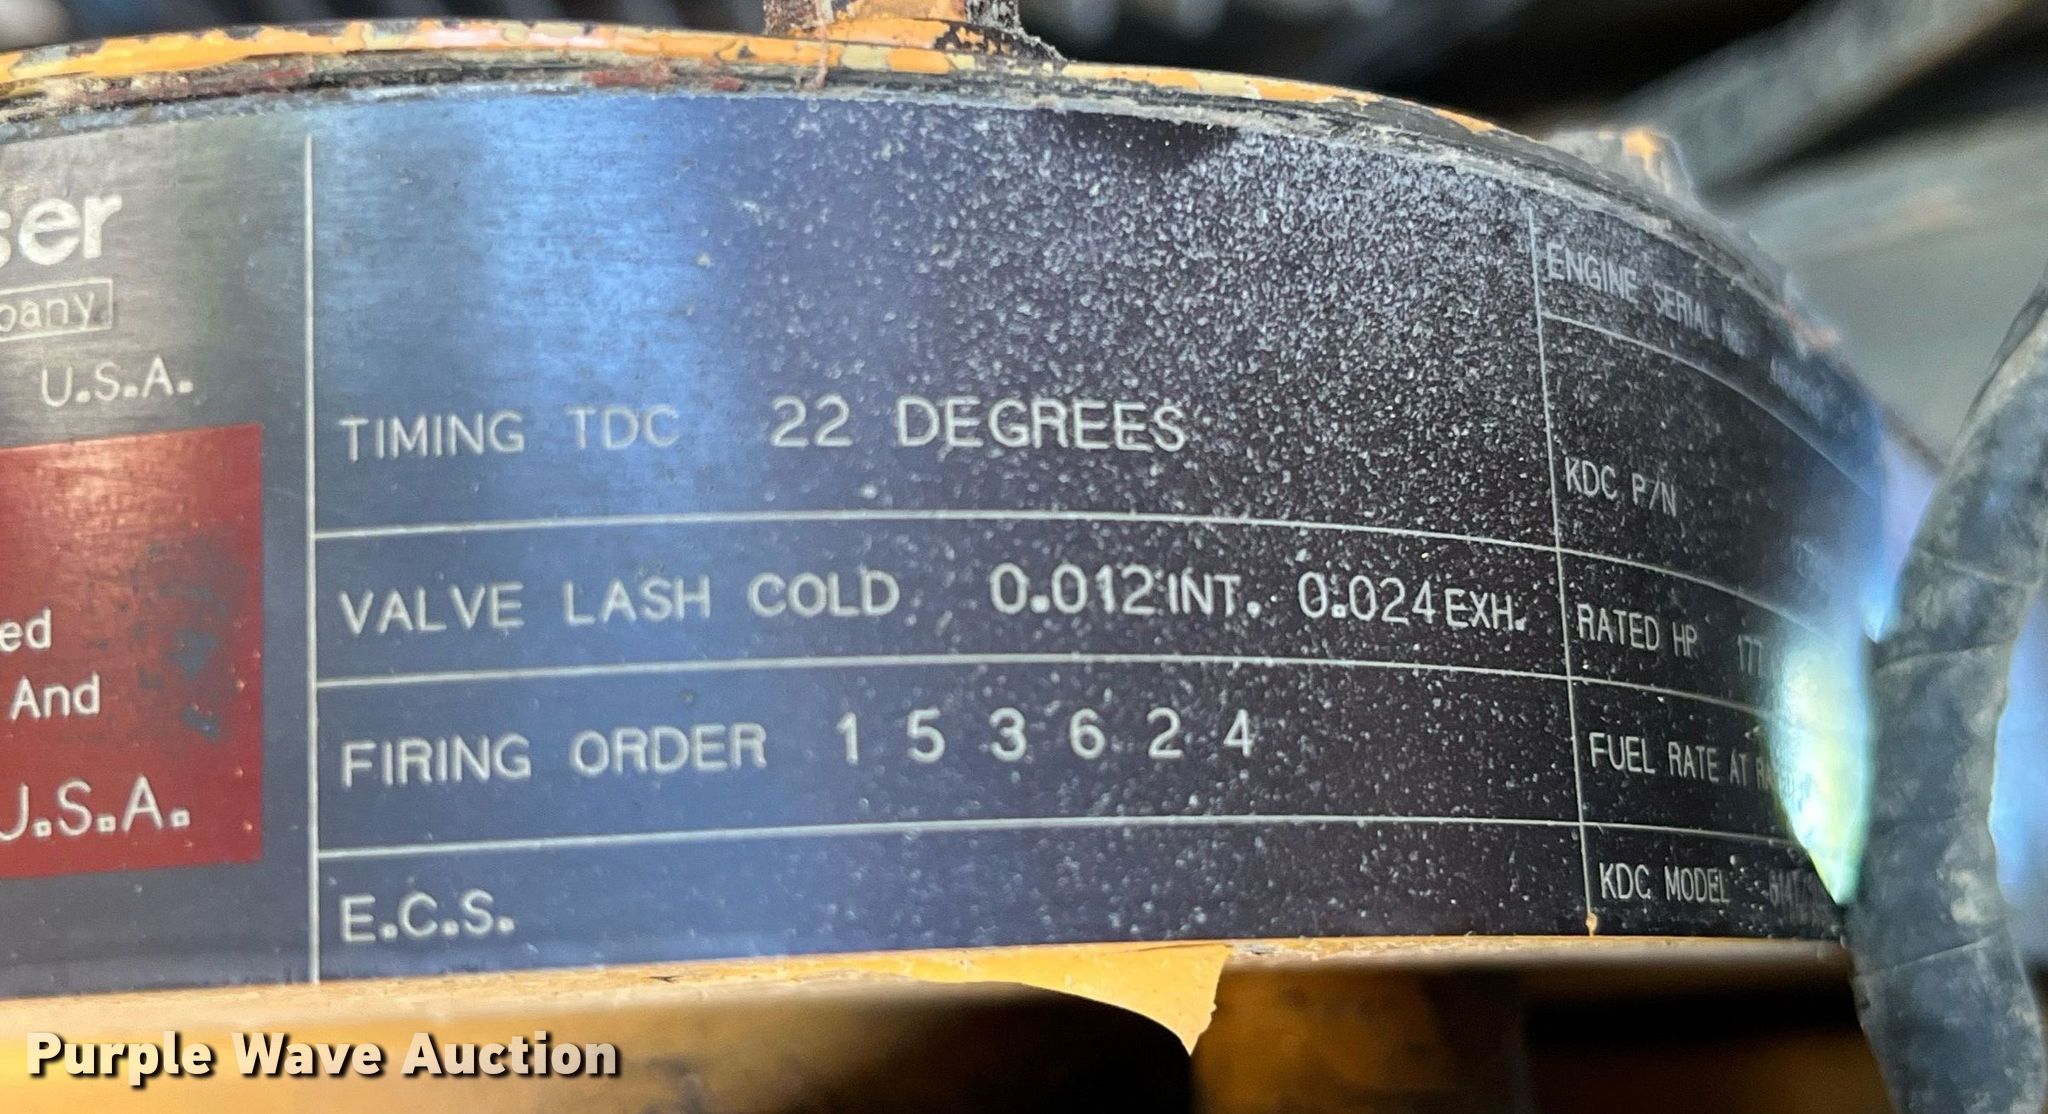 ser
pany
U.S.A.
ed
And
U.S.A.
TIMING TDC 22 DEGREES
VALVE LASH COLD 0.012 INT. 0.024 EXH.
FIRING ORDER 1 5 3 6 2 4
E.C.S.
ENGINE SERIAL
KDC P/N
RATED HP 177
FUEL RATE AT
KDC MODEL
Purple Wave Auction